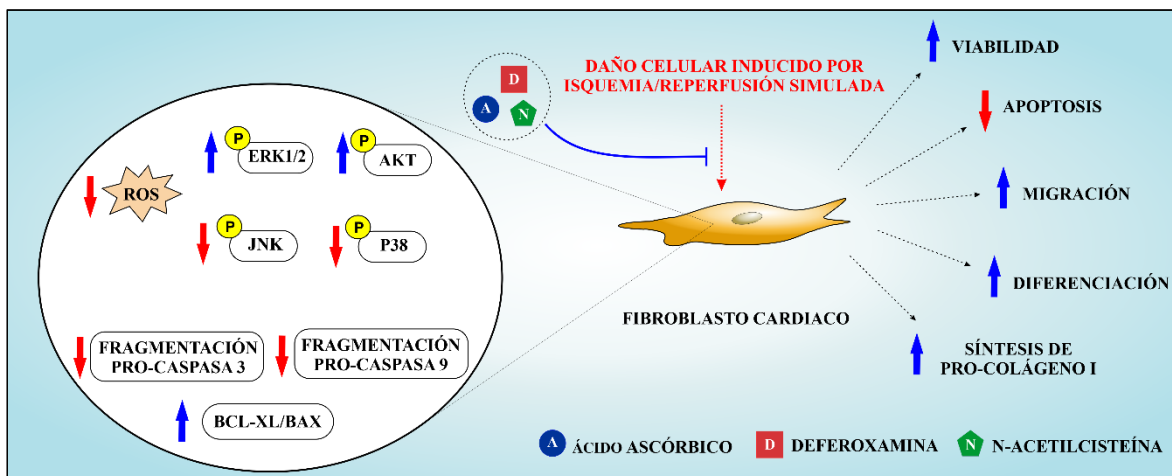 P
ERK1/2
P
AKT
ROS
P
JNK
P
P38
FRAGMENTACIÓN
PRO-CASPASA 3
FRAGMENTACIÓN
PRO-CASPASA 9
BCL-XL/BAX
D
A
N
DAÑO CELULAR INDUCIDO POR
ISQUEMIA/REPERFUSIÓN SIMULADA
FIBROBLASTO CARDIACO
VIABILIDAD
APOPTOSIS
MIGRACIÓN
DIFERENCIACIÓN
SÍNTESIS DE
PRO-COLÁGENO I
A ÁCIDO ASCÓRBICO
D DEFEROXAMINA
N N-ACETILCISTEÍNA